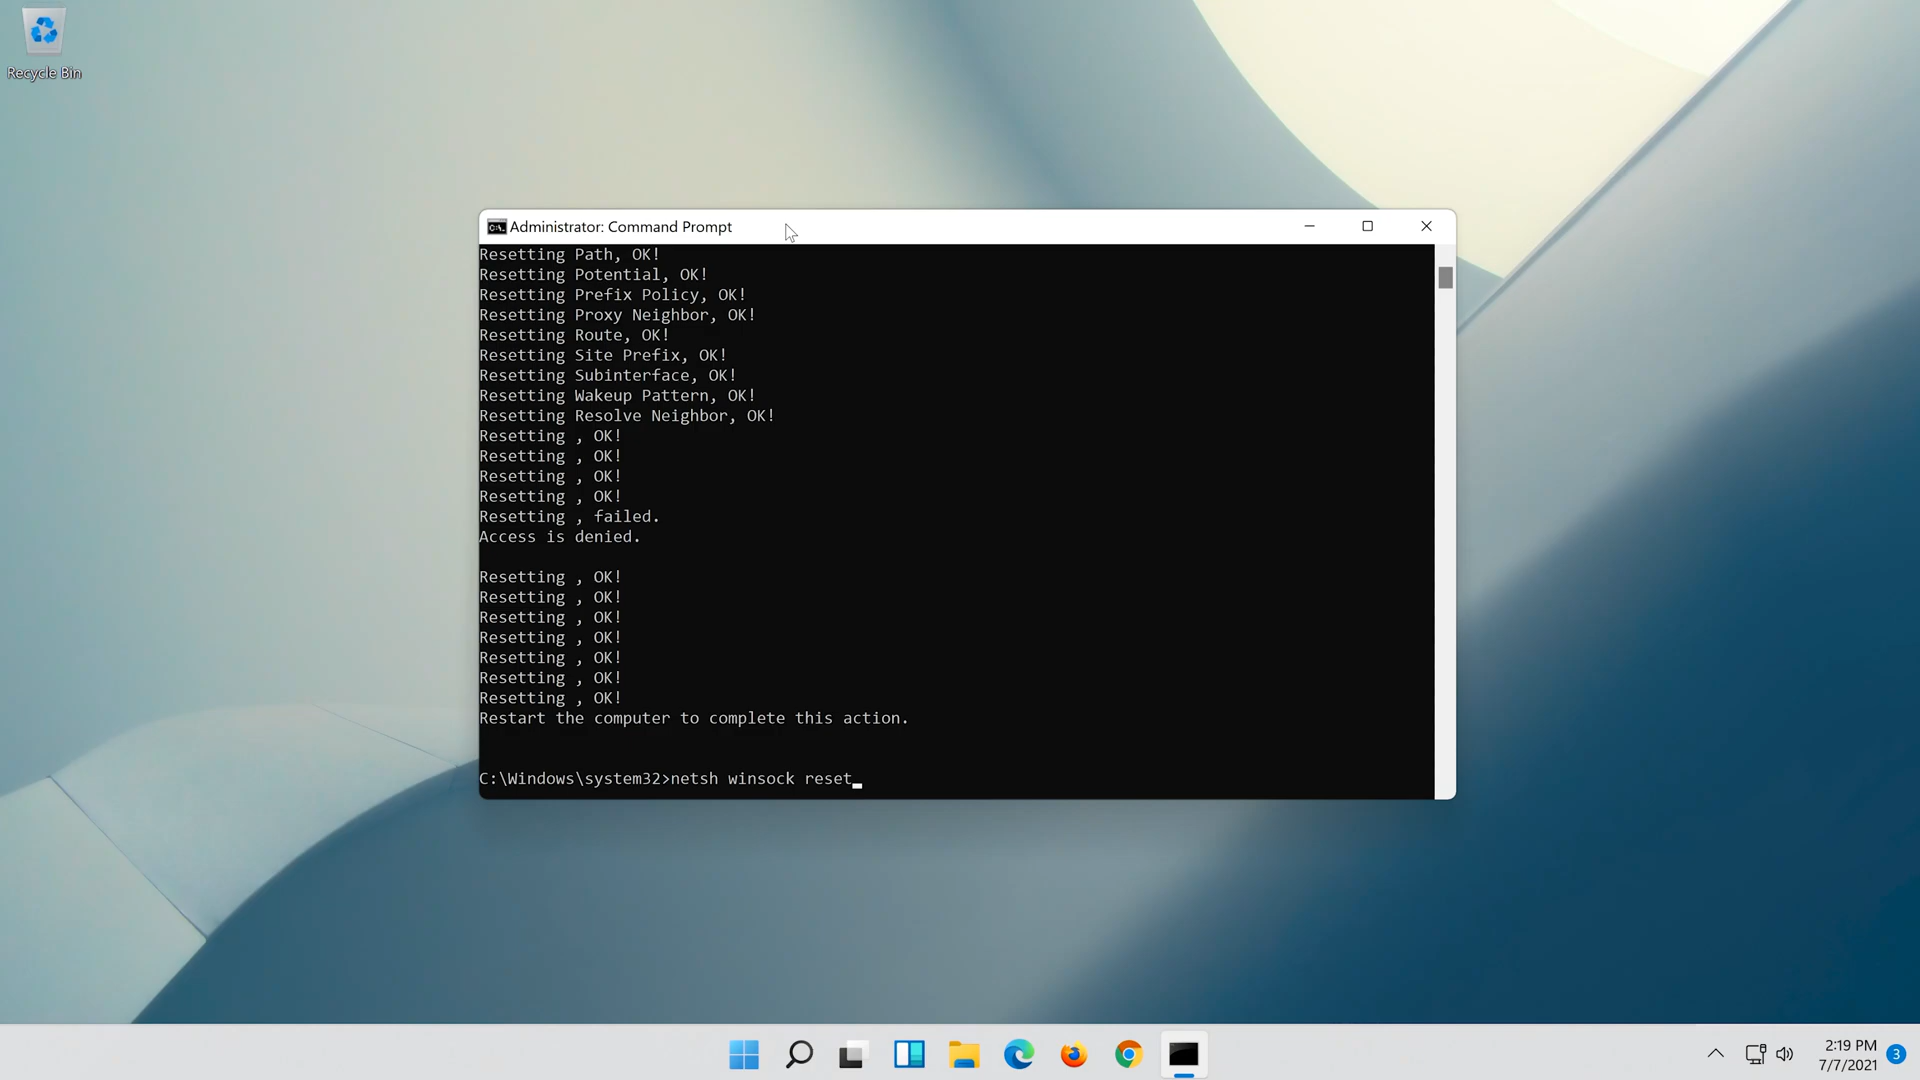 Recycle Bin
Administrator: Command Prompt
Resetting Path, OK!
Resetting Potential, OK!
Resetting Prefix Policy, OK!
Resetting Proxy Neighbor, OK!
Resetting Route, OK!
Resetting Site Prefix, OK!
Resetting Subinterface, OK!
Resetting Wakeup Pattern, OK!
Resetting Resolve Neighbor, OK!
Resetting , OK!
Resetting , OK!
Resetting , OK!
Resetting , OK!
Resetting , failed.
Access is denied.
Resetting , OK!
Resetting , OK!
Resetting , OK!
Resetting , OK!
Resetting , OK!
Resetting , OK!
Resetting , OK!
Restart the computer to complete this action.
C:\Windows\system32>netsh winsock reset
2:19 PM
7/7/2021
3